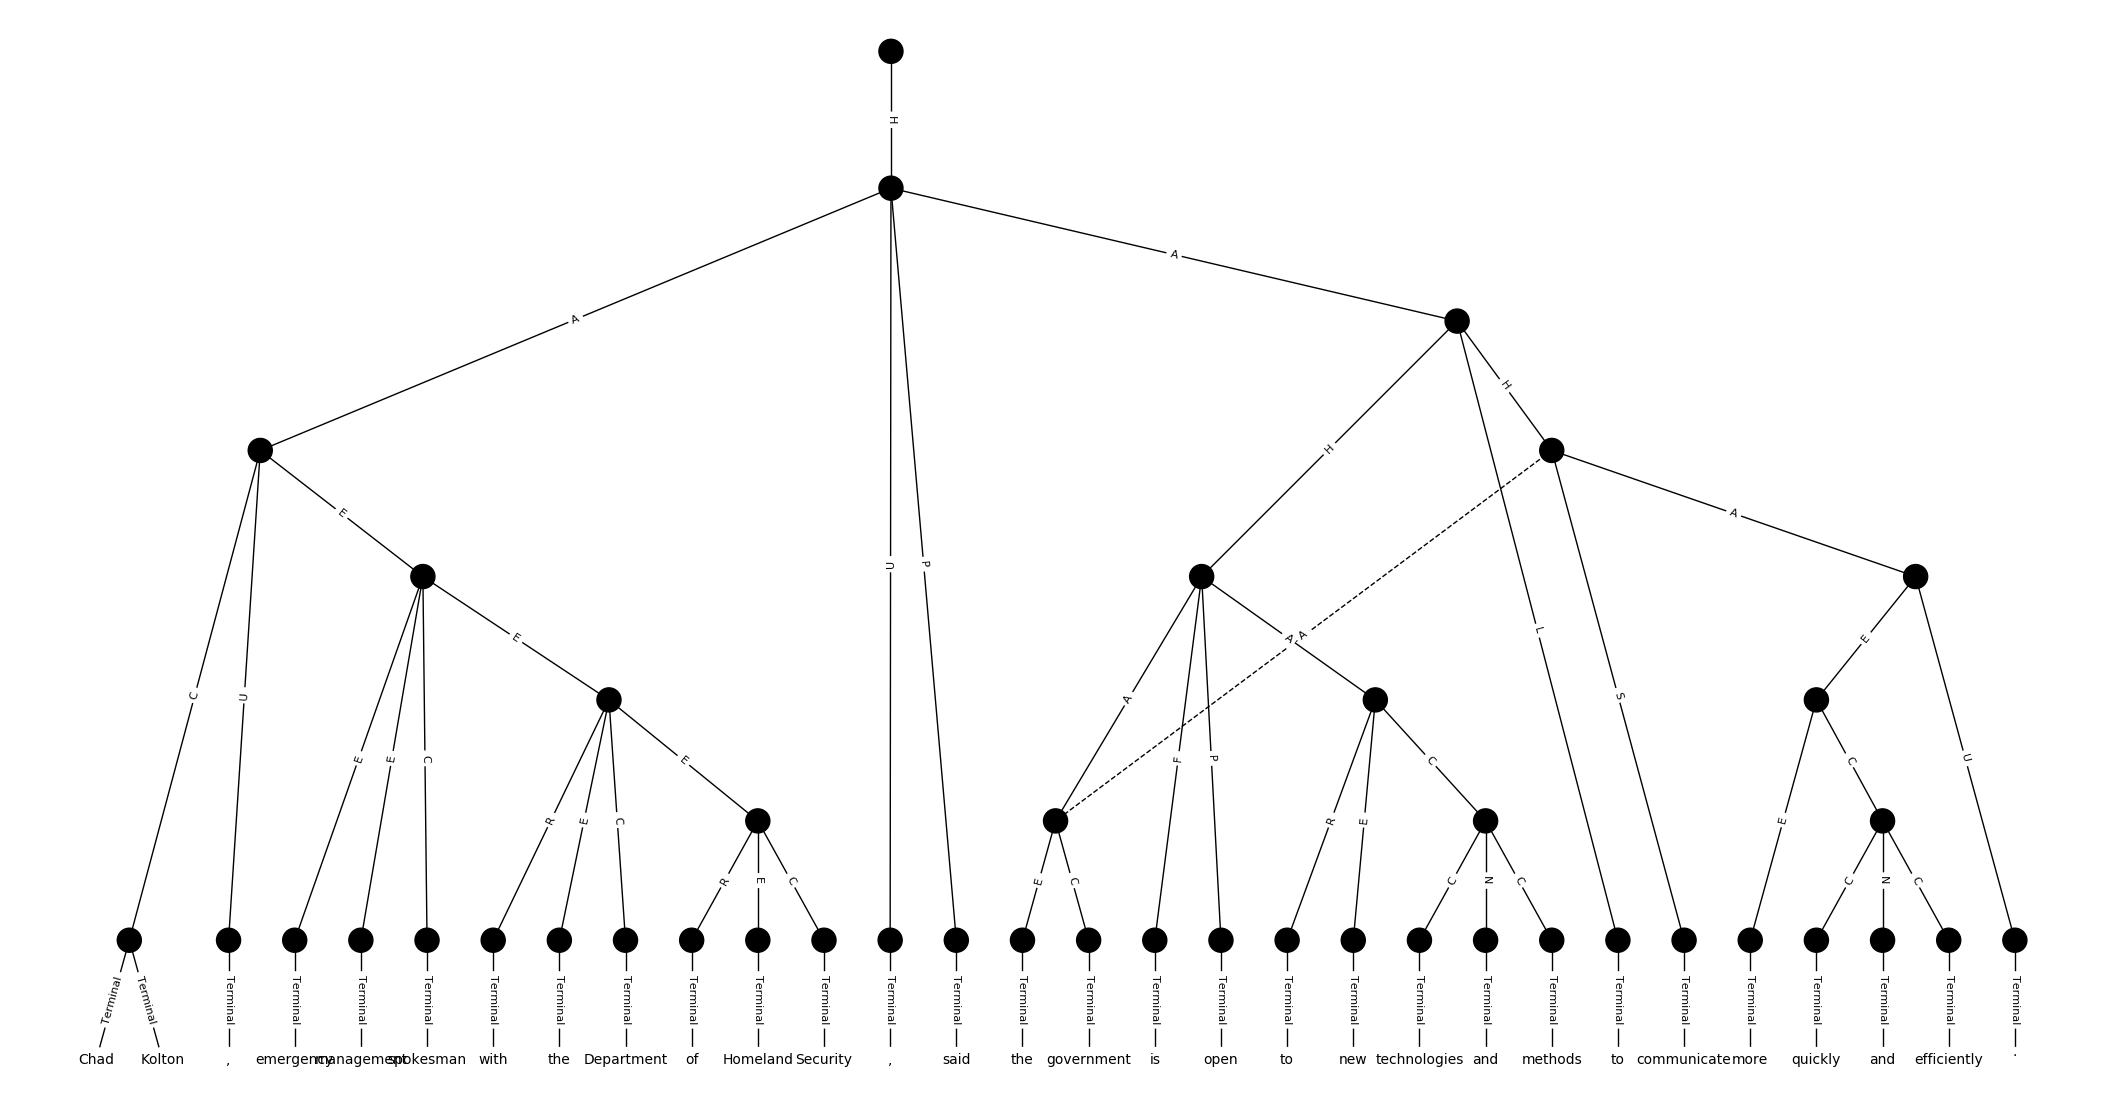 H
A
A
H
H
E
A
U
P
E
A
A
E
L
C
U
A
S
E
E
C
F
P
C
C
U
R
E
C
E
R
E
E
R
E
C
E
C
C
N
C
C
N
C
Terminal Terminal Terminal Terminal Terminal Terminal Terminal Terminal Terminal Terminal Terminal Terminal Terminal Terminal Terminal Terminal Terminal Terminal Terminal Terminal Terminal Terminal Terminal Terminal Terminal Terminal Terminal Terminal Terminal Terminal
Chad Kolton , emergency management spokesman with the Department of Homeland Security , said the government is open to new technologies and methods to communicate more quickly and efficiently .